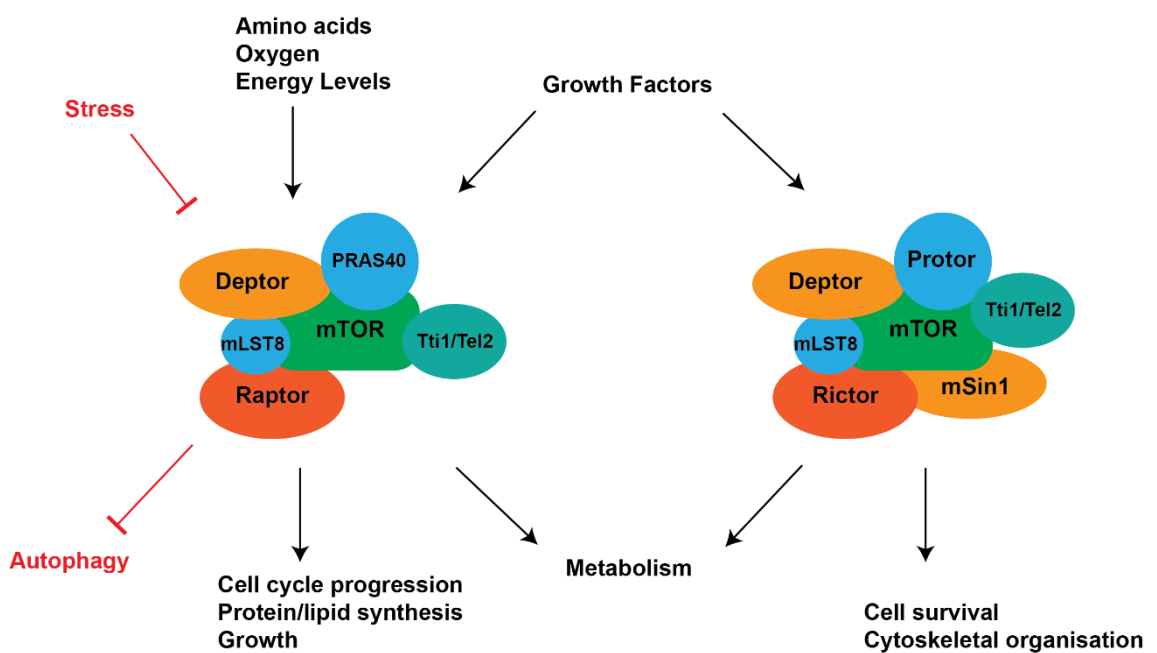 Amino acids
Oxygen
Energy Levels
Growth Factors
Stress
PRAS40
Deptor
mTOR
mLST8
Tti1/Tel2
Raptor
Protor
Deptor
Tti1/Tel2
mTOR
mLST8
mSin1
Rictor
Autophagy
Metabolism
Cell cycle progression
Protein/lipid synthesis
Growth
Cell survival
Cytoskeletal organisation